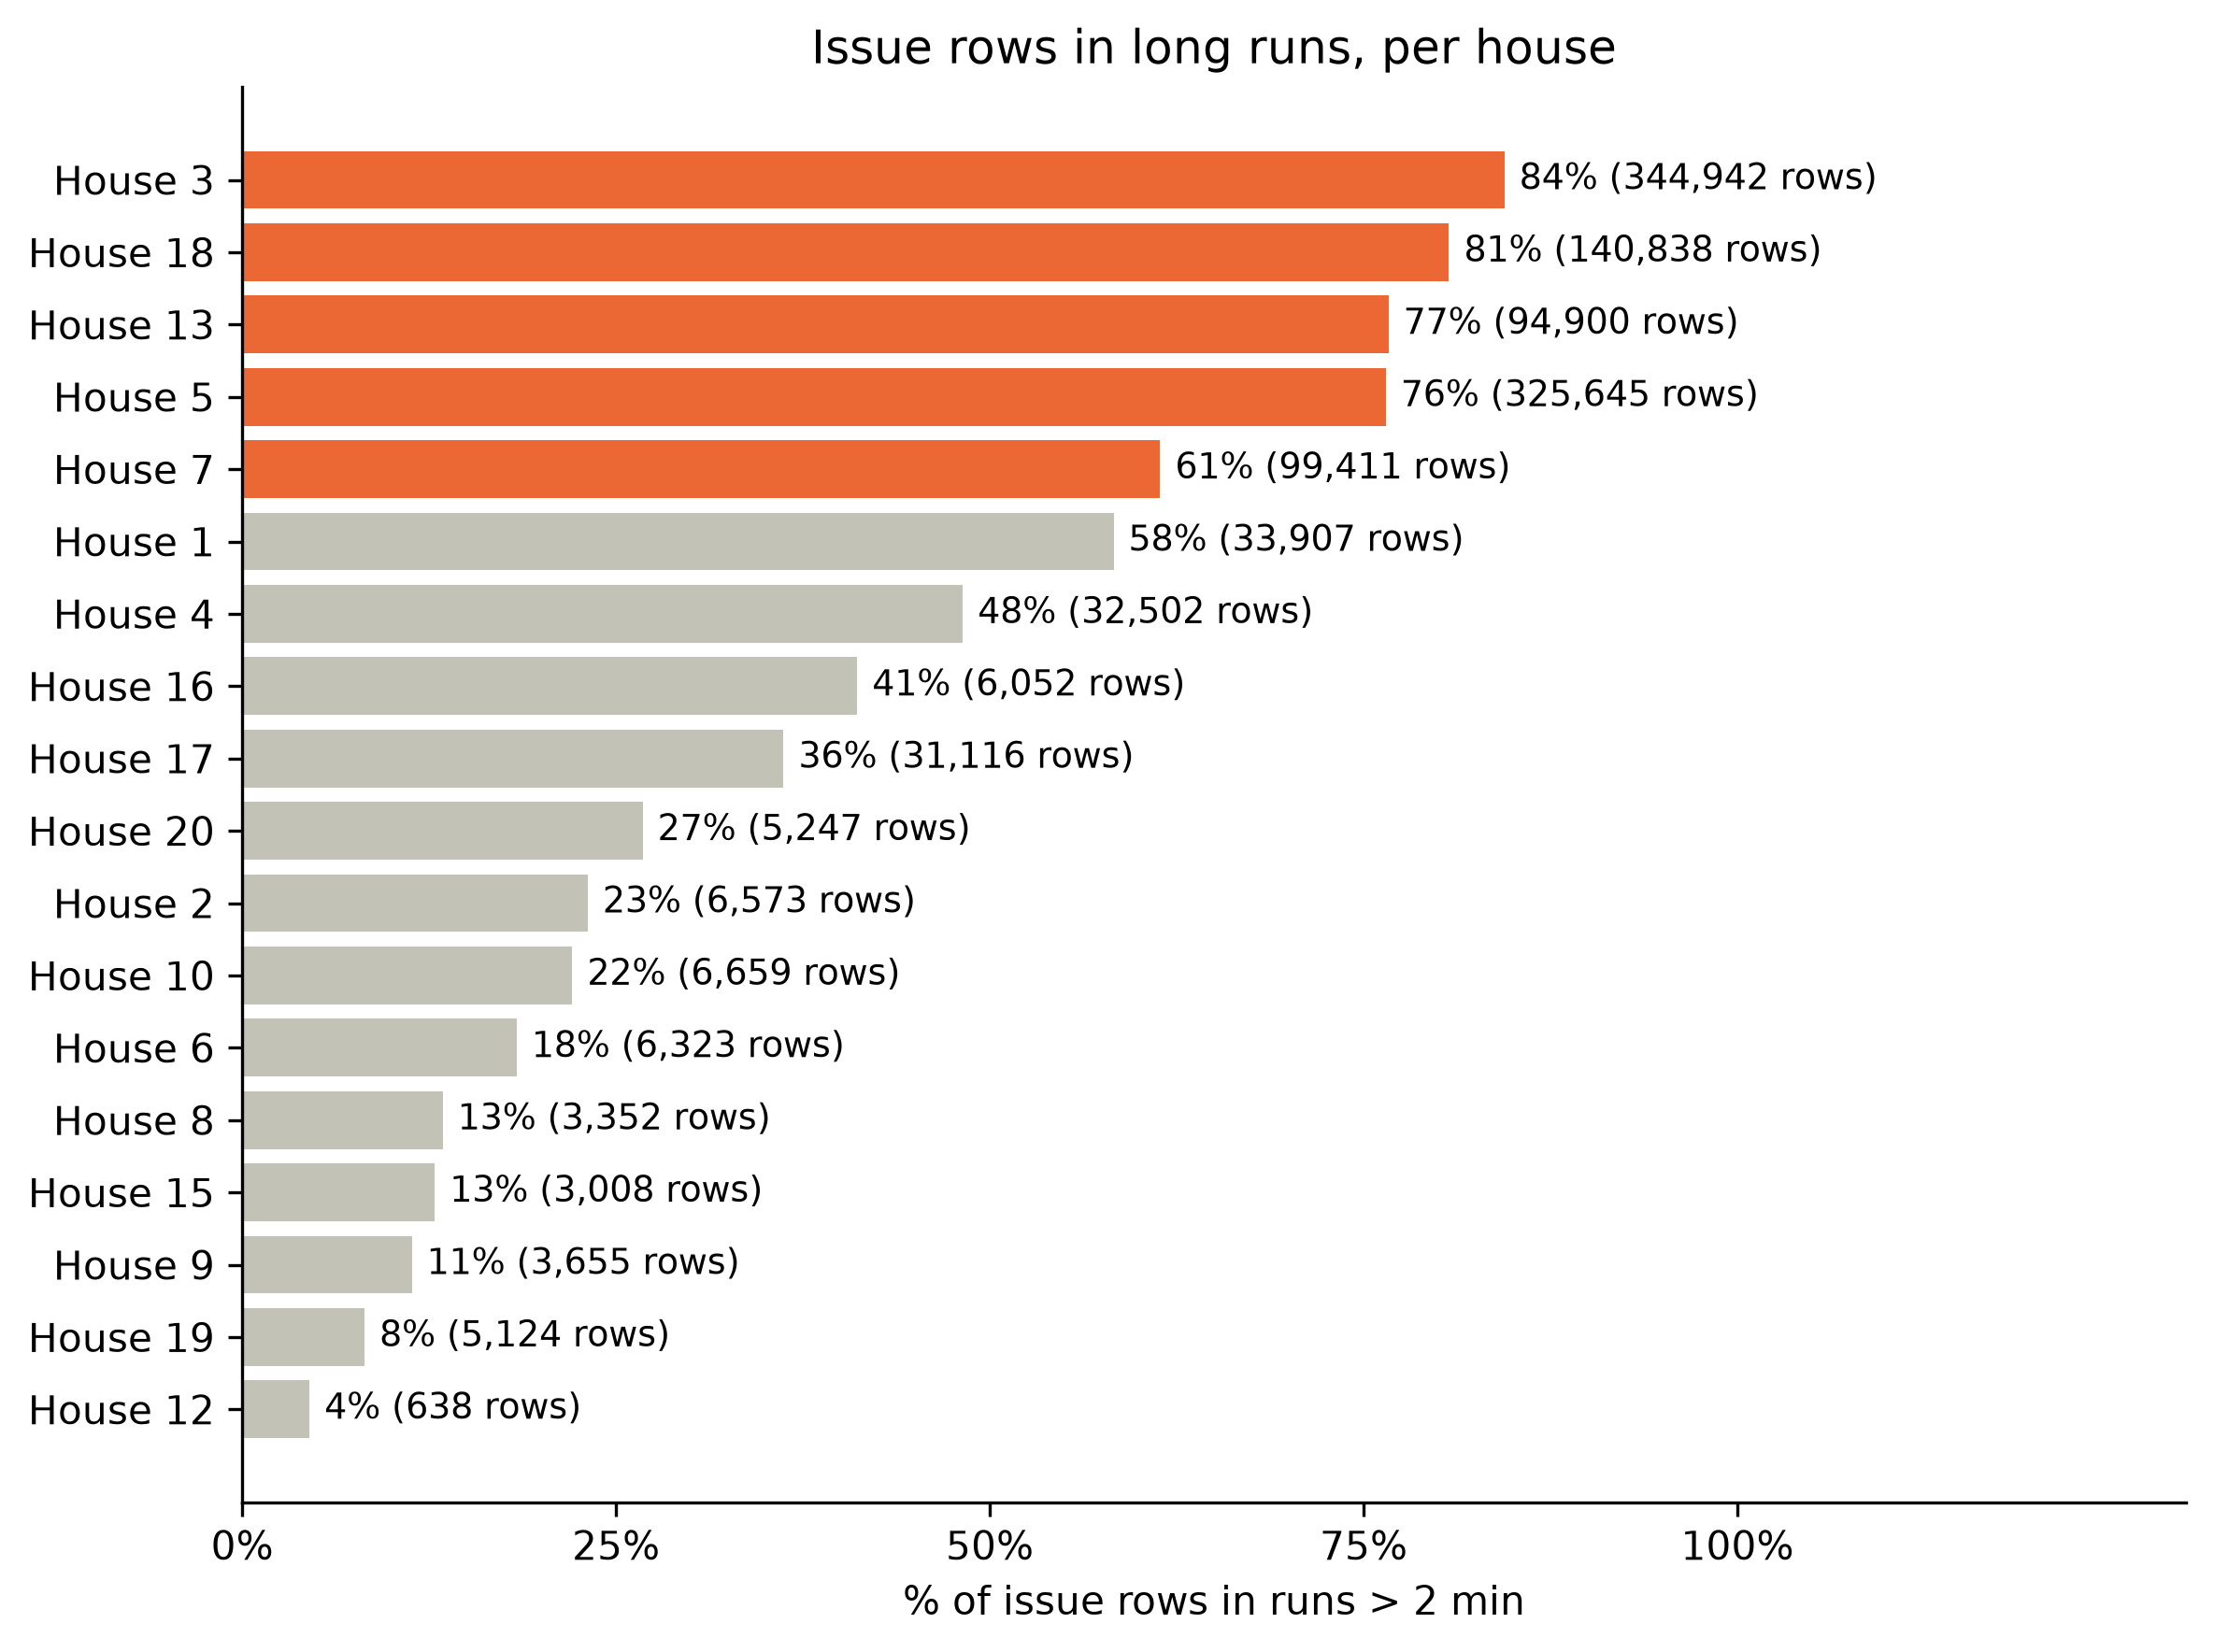 Issue rows in long runs, per house
House 3 84% (344,942 rows)
House 18 81% (140,838 rows)
House 13 77% (94,900 rows)
House 5 76% (325,645 rows)
House 7 61% (99,411 rows)
House 1 58% (33,907 rows)
House 4 48% (32,502 rows)
House 16 41% (6,052 rows)
House 17 36% (31,116 rows)
House 20 27% (5,247 rows)
House 2 23% (6,573 rows)
House 10 22% (6,659 rows)
House 6 18% (6,323 rows)
House 8 13% (3,352 rows)
House 15 13% (3,008 rows)
House 9 11% (3,655 rows)
House 19 8% (5,124 rows)
House 12 4% (638 rows)
0% 25% 50% 75% 100%
% of issue rows in runs > 2 min